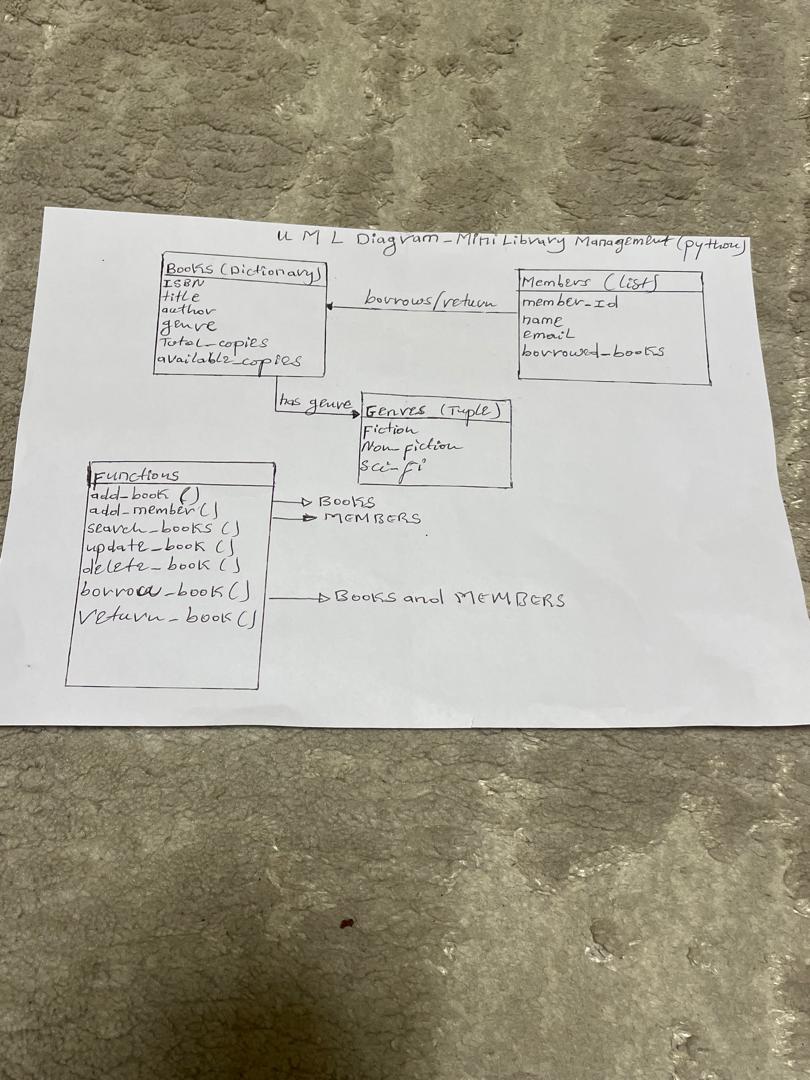 U M L Diagram - Mini Library Management (python)
Books (Dictionary)
ISBN
title
author
genre
Total_copies
available_copies
borrows/return
Members (list)
member_Id
name
email
borrowed_books
has genre
Genres (Tuple)
Fiction
Non_fiction
Sci-fi
Functions
add_book ()
add_member ()
search_books ()
update_book ()
delete_book ()
borrow_book ()
return_book ()
BOOKS
MEMBERS
BOOKS and MEMBERS